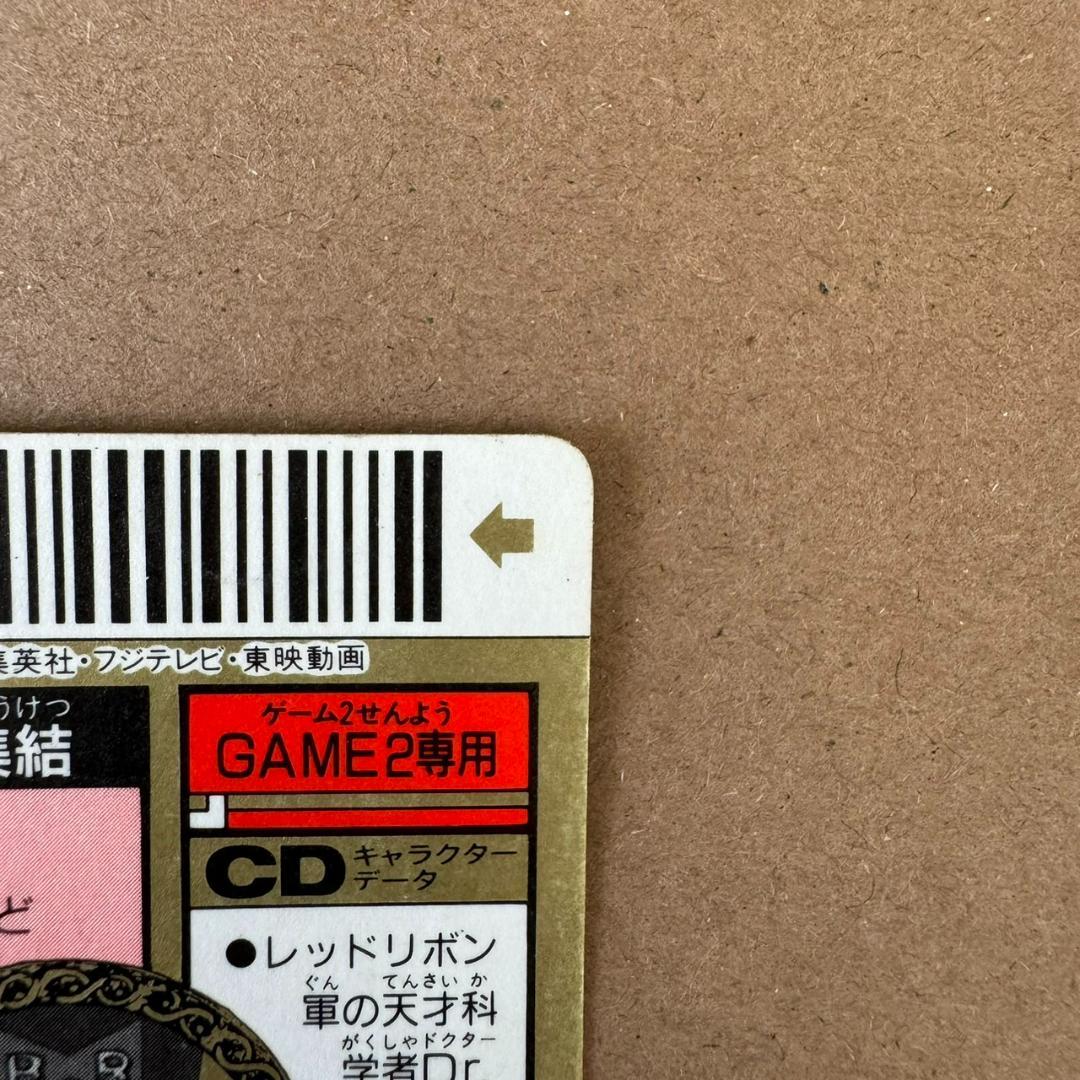 集英社・フジテレビ・東映動画
うけつ
集結
ゲーム2せんよう
GAME2専用
CD キャラクター
データ
ど
●レッドリボン
ぐん てんさい か
軍の天才科
がくしゃドクター
学者Dr.
R R